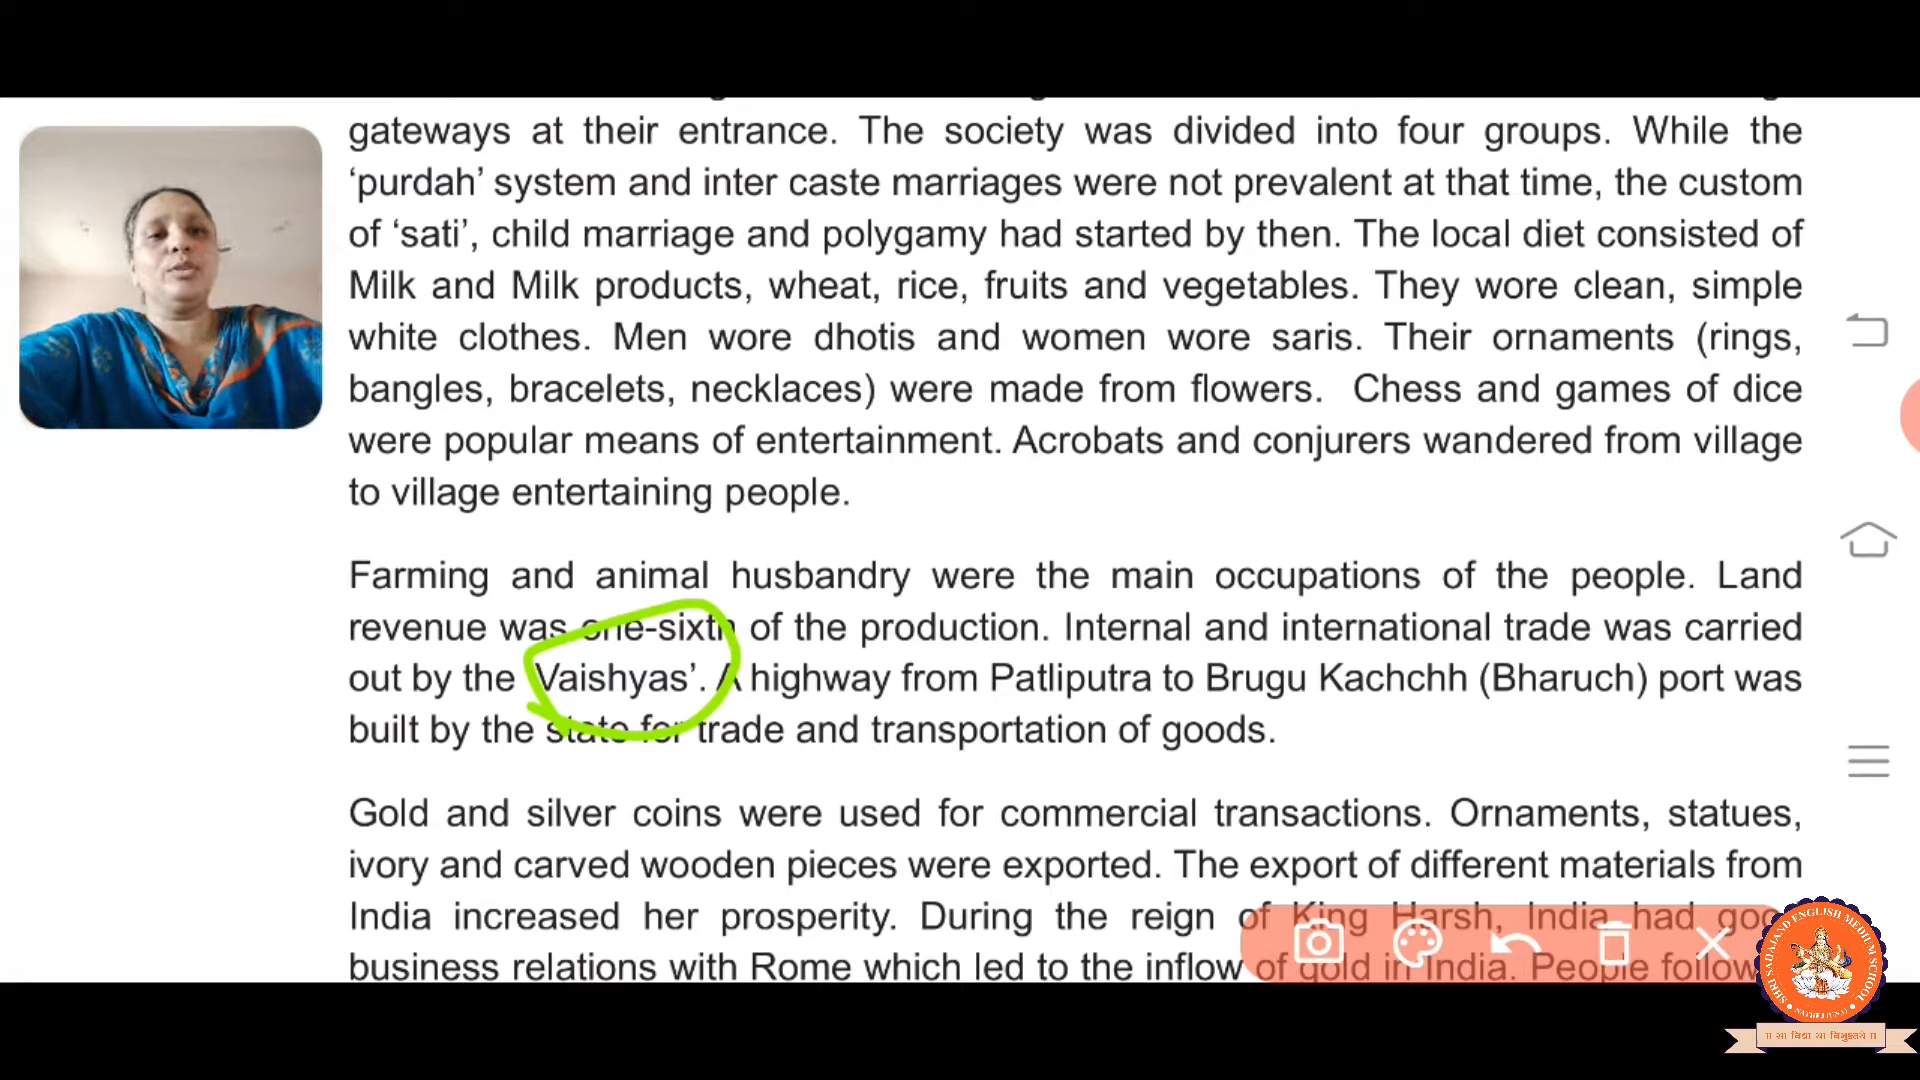 gateways at their entrance. The society was divided into four groups. While the
‘purdah’ system and inter caste marriages were not prevalent at that time, the custom
of ‘sati’, child marriage and polygamy had started by then. The local diet consisted of
Milk and Milk products, wheat, rice, fruits and vegetables. They wore clean, simple
white clothes. Men wore dhotis and women wore saris. Their ornaments (rings,
bangles, bracelets, necklaces) were made from flowers. Chess and games of dice
were popular means of entertainment. Acrobats and conjurers wandered from village
to village entertaining people.
Farming and animal husbandry were the main occupations of the people. Land
revenue was one-sixth of the production. Internal and international trade was carried
out by the Vaishyas’. A highway from Patliputra to Brugu Kachchh (Bharuch) port was
built by the state for trade and transportation of goods.
Gold and silver coins were used for commercial transactions. Ornaments, statues,
ivory and carved wooden pieces were exported. The export of different materials from
India increased her prosperity. During the reign of King Harsh, India had
business relations with Rome which led to the inflow of gold in India. People
SHRI SADAJAND ENGLISH MEDIUM SCHOOL
॥ सा विद्या या विमुक्तये ॥